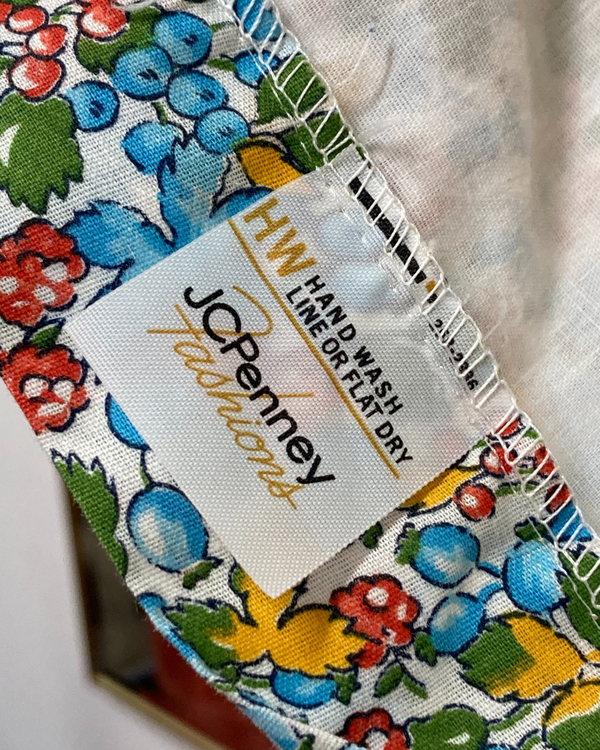 HW
HAND WASH
LINE OR FLAT DRY
JCPenney
fashions